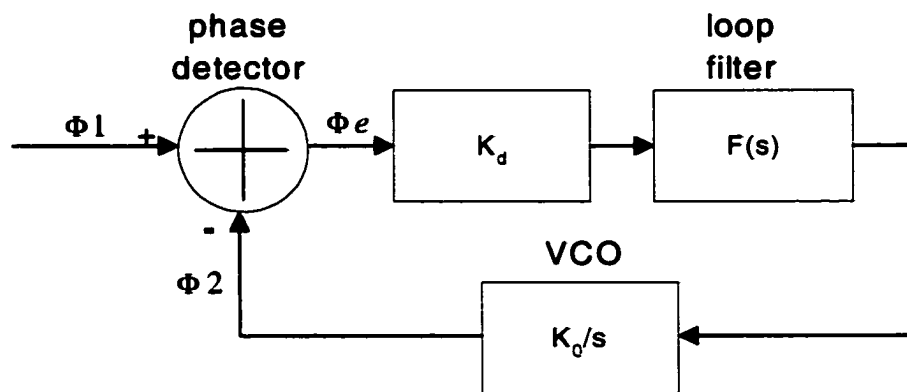 phase
detector
loop
filter
Φ1
+
Φe
K_d
F(s)
-
Φ2
VCO
K_0/s